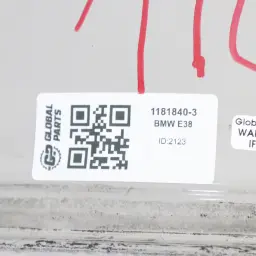 GLOBAL
PARTS
1181840-3
BMW E38
ID:2123
Glob
WA
IF